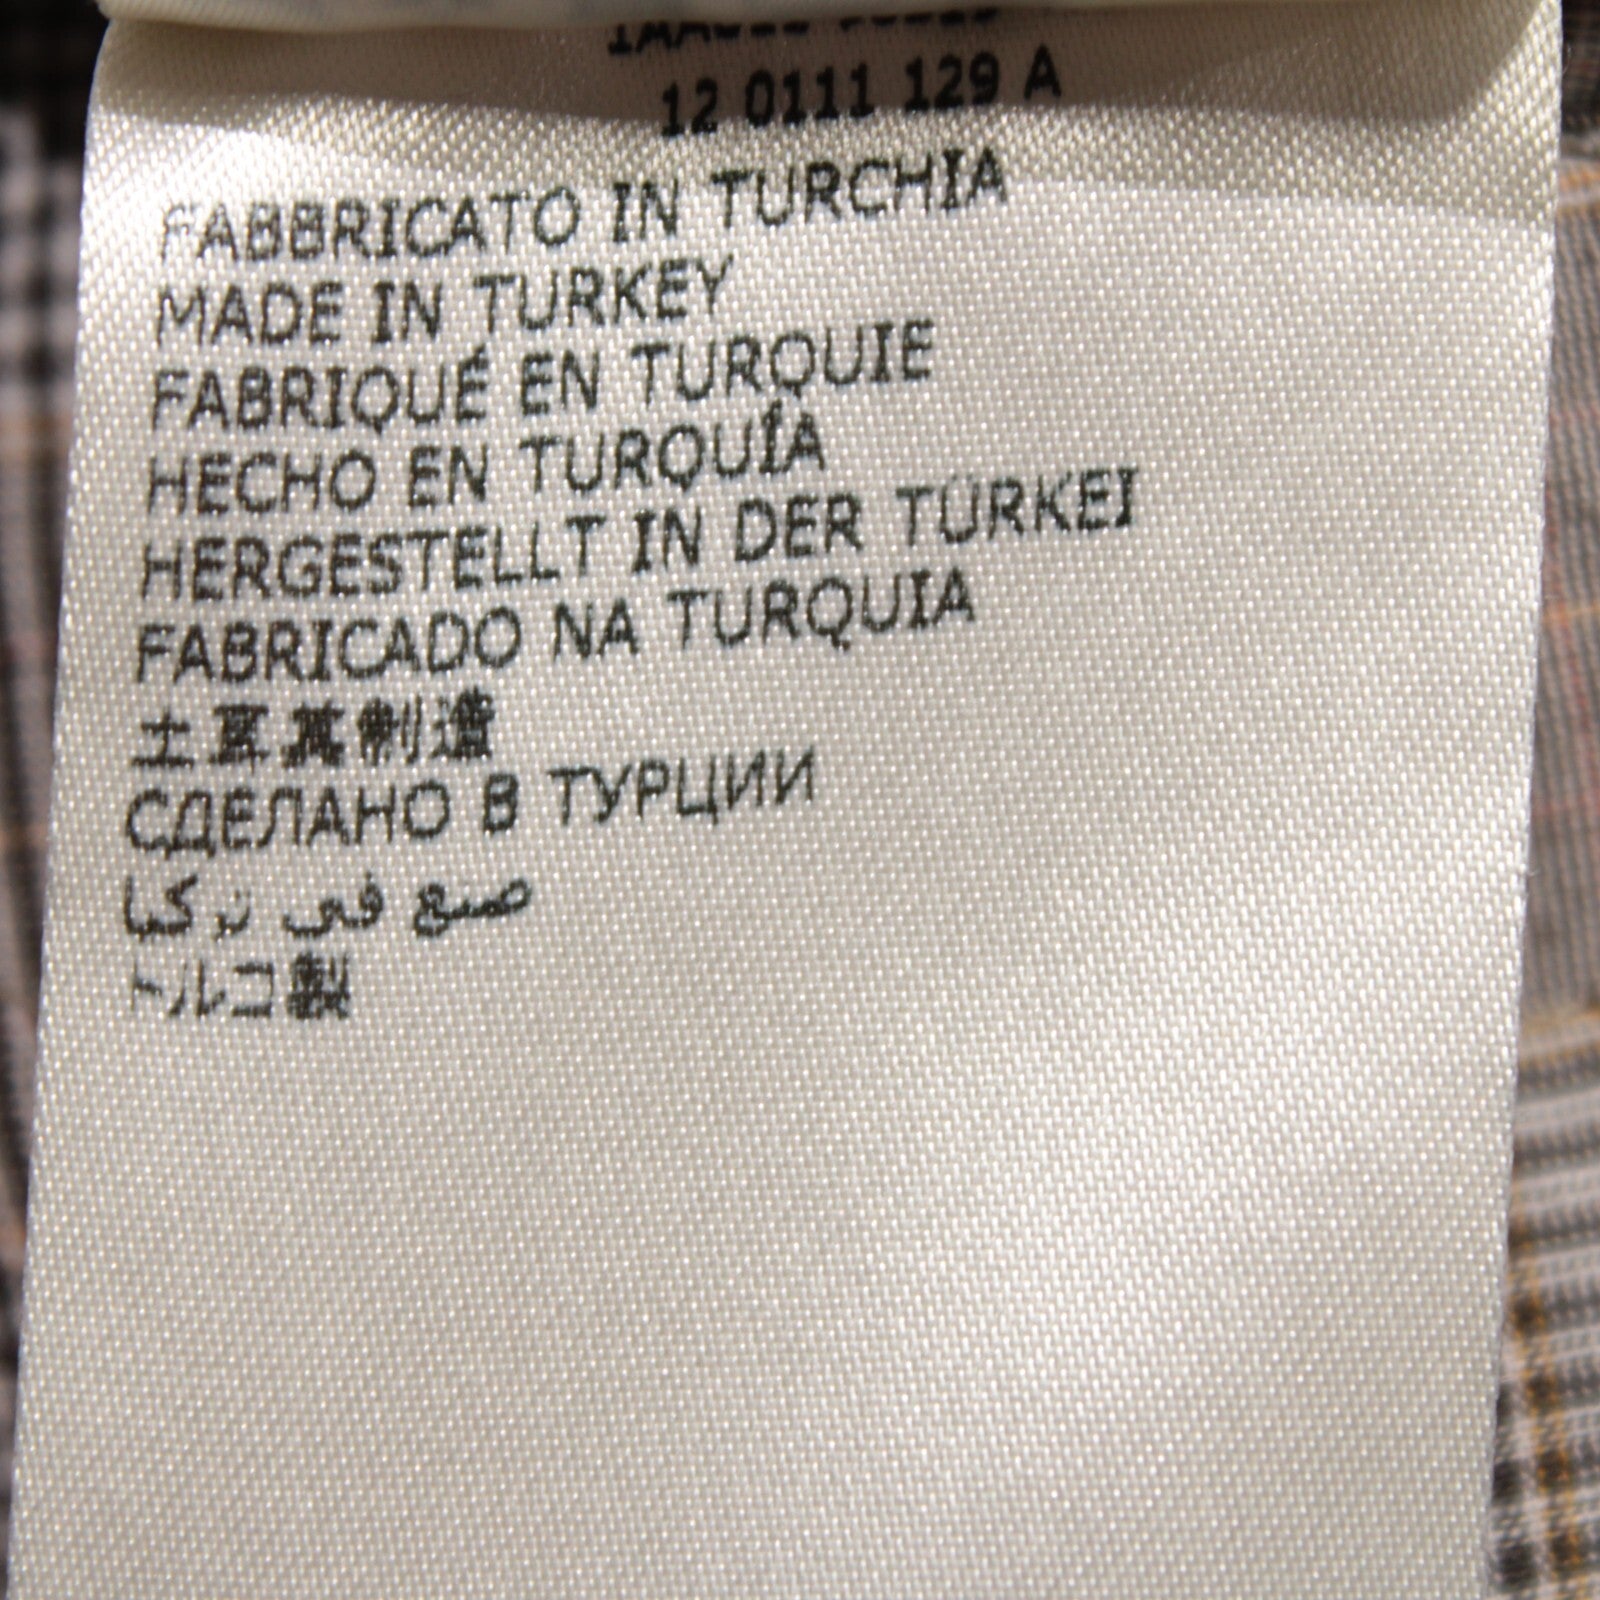 12 0111 129 A
FABBRICATO IN TURCHIA
MADE IN TURKEY
FABRIQUÉ EN TURQUIE
HECHO EN TURQUÍA
HERGESTELLT IN DER TÜRKEI
FABRICADO NA TURQUIA
土耳其制造
СДЕЛАНО В ТУРЦИИ
صنع في تركيا
トルコ製